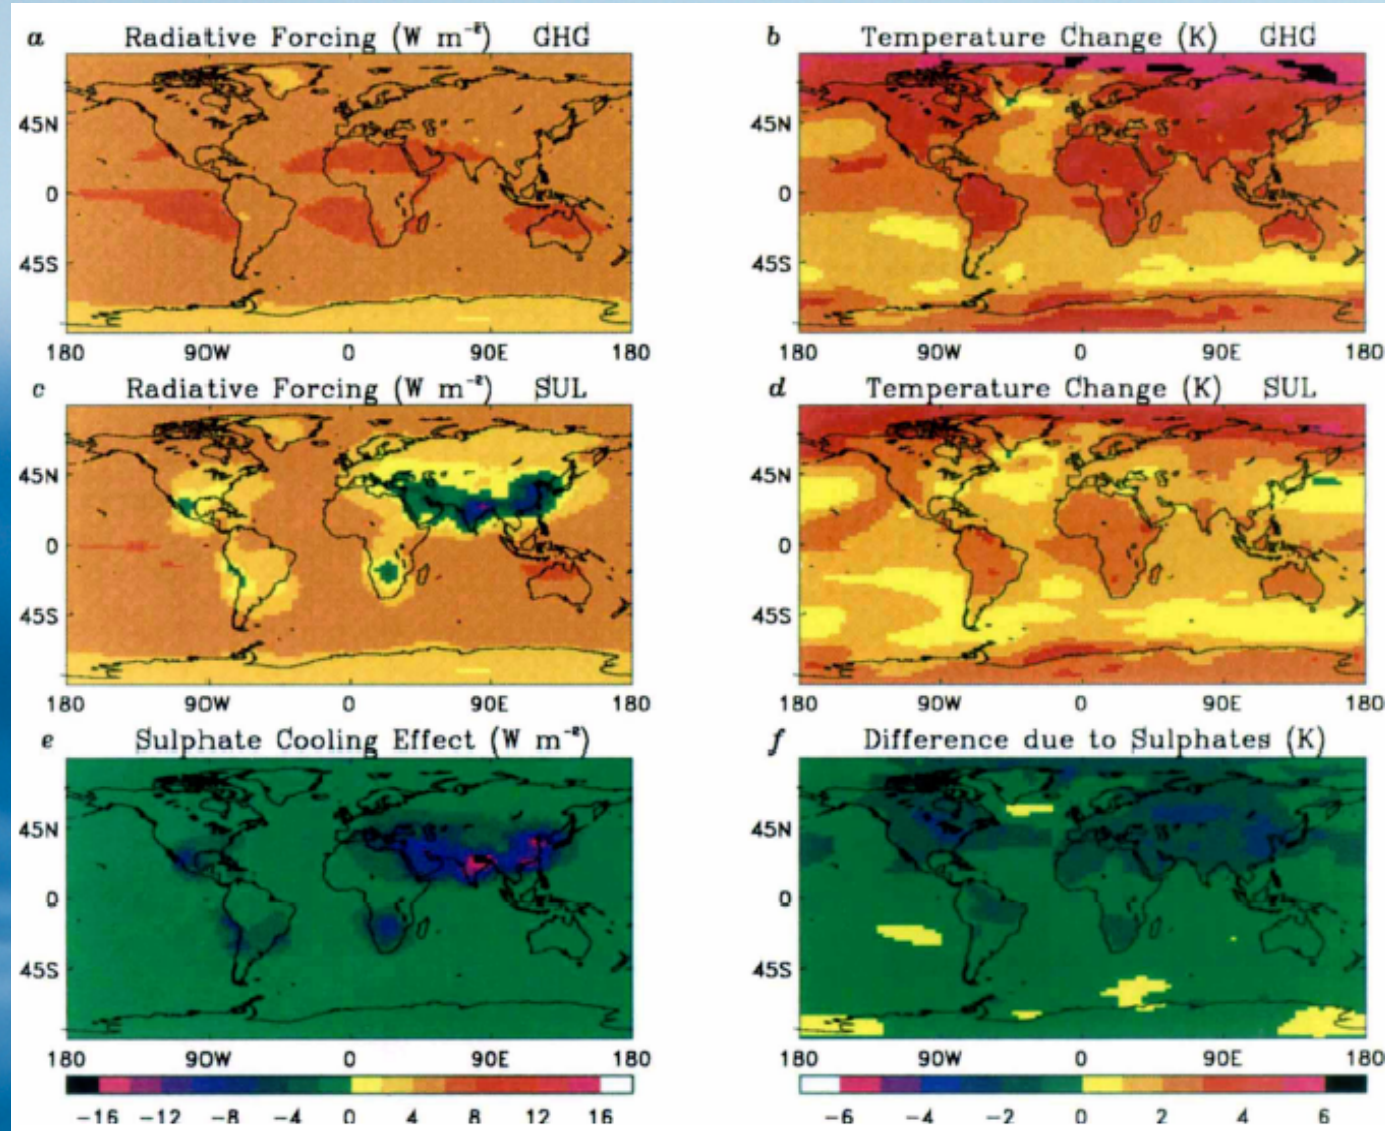 a Radiative Forcing (W m⁻²) GHG
b Temperature Change (K) GHG
45N
0
45S
180 90W 0 90E 180
180 90W 0 90E 180
c Radiative Forcing (W m⁻²) SUL
d Temperature Change (K) SUL
45N
0
45S
45N
0
45S
180 90W 0 90E 180
180 90W 0 90E 180
e Sulphate Cooling Effect (W m⁻²)
f Difference due to Sulphates (K)
45N
0
45S
45N
0
45S
180 90W 0 90E 180
180 90W 0 90E 180
-16 -12 -8 -4 0 4 8 12 16
-6 -4 -2 0 2 4 6